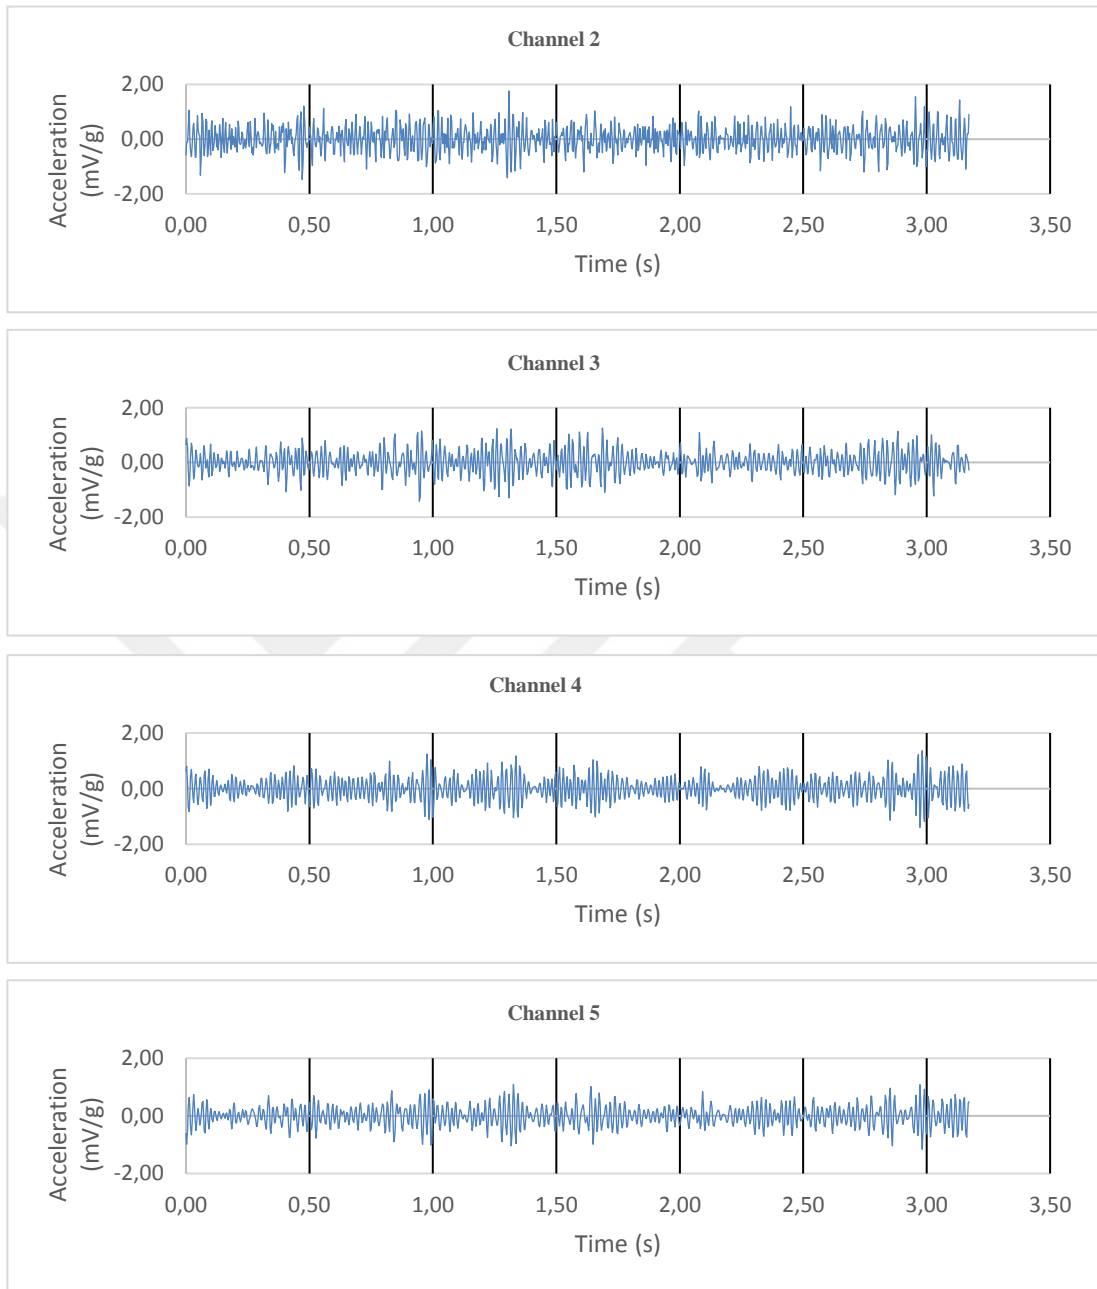 Channel 2
Acceleration
(mV/g)
2,00
0,00
-2,00
0,00 0,50 1,00 1,50 2,00 2,50 3,00 3,50
Time (s)
Channel 3
Acceleration
(mV/g)
2,00
0,00
-2,00
0,00 0,50 1,00 1,50 2,00 2,50 3,00 3,50
Time (s)
Channel 4
Acceleration
(mV/g)
2,00
0,00
-2,00
0,00 0,50 1,00 1,50 2,00 2,50 3,00 3,50
Time (s)
Channel 5
Acceleration
(mV/g)
2,00
0,00
-2,00
0,00 0,50 1,00 1,50 2,00 2,50 3,00 3,50
Time (s)